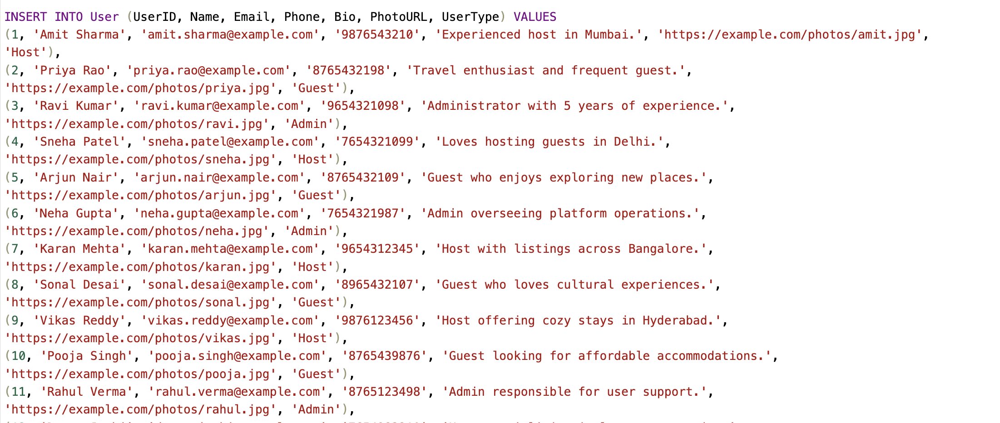 INSERT INTO User (UserID, Name, Email, Phone, Bio, PhotoURL, UserType) VALUES
(1, 'Amit Sharma', 'amit.sharma@example.com', '9876543210', 'Experienced host in Mumbai.', 'https://example.com/photos/amit.jpg',
'Host'),
(2, 'Priya Rao', 'priya.rao@example.com', '8765432198', 'Travel enthusiast and frequent guest.',
'https://example.com/photos/priya.jpg', 'Guest'),
(3, 'Ravi Kumar', 'ravi.kumar@example.com', '9654321098', 'Administrator with 5 years of experience.',
'https://example.com/photos/ravi.jpg', 'Admin'),
(4, 'Sneha Patel', 'sneha.patel@example.com', '7654321099', 'Loves hosting guests in Delhi.',
'https://example.com/photos/sneha.jpg', 'Host'),
(5, 'Arjun Nair', 'arjun.nair@example.com', '8765432109', 'Guest who enjoys exploring new places.',
'https://example.com/photos/arjun.jpg', 'Guest'),
(6, 'Neha Gupta', 'neha.gupta@example.com', '7654321987', 'Admin overseeing platform operations.',
'https://example.com/photos/neha.jpg', 'Admin'),
(7, 'Karan Mehta', 'karan.mehta@example.com', '9654312345', 'Host with listings across Bangalore.',
'https://example.com/photos/karan.jpg', 'Host'),
(8, 'Sonal Desai', 'sonal.desai@example.com', '8965432107', 'Guest who loves cultural experiences.',
'https://example.com/photos/sonal.jpg', 'Guest'),
(9, 'Vikas Reddy', 'vikas.reddy@example.com', '9876123456', 'Host offering cozy stays in Hyderabad.',
'https://example.com/photos/vikas.jpg', 'Host'),
(10, 'Pooja Singh', 'pooja.singh@example.com', '8765439876', 'Guest looking for affordable accommodations.',
'https://example.com/photos/pooja.jpg', 'Guest'),
(11, 'Rahul Verma', 'rahul.verma@example.com', '8765123498', 'Admin responsible for user support.',
'https://example.com/photos/rahul.jpg', 'Admin'),